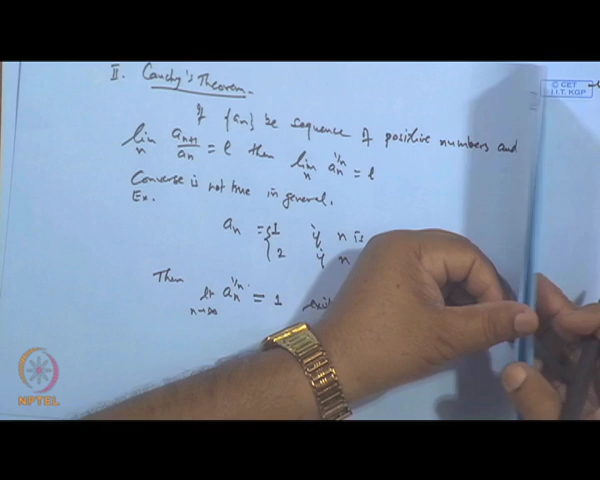 © CET
I.I.T. KGP
II. Cauchy's Theorem
If {an} be sequence of positive numbers and
lim n an+1/an = l then lim n an^1/n = l
Converse is not true in general.
Ex.
an = { 1 if n is
2 if n
Then lt n→∞ an^1/n = 1
NPTEL